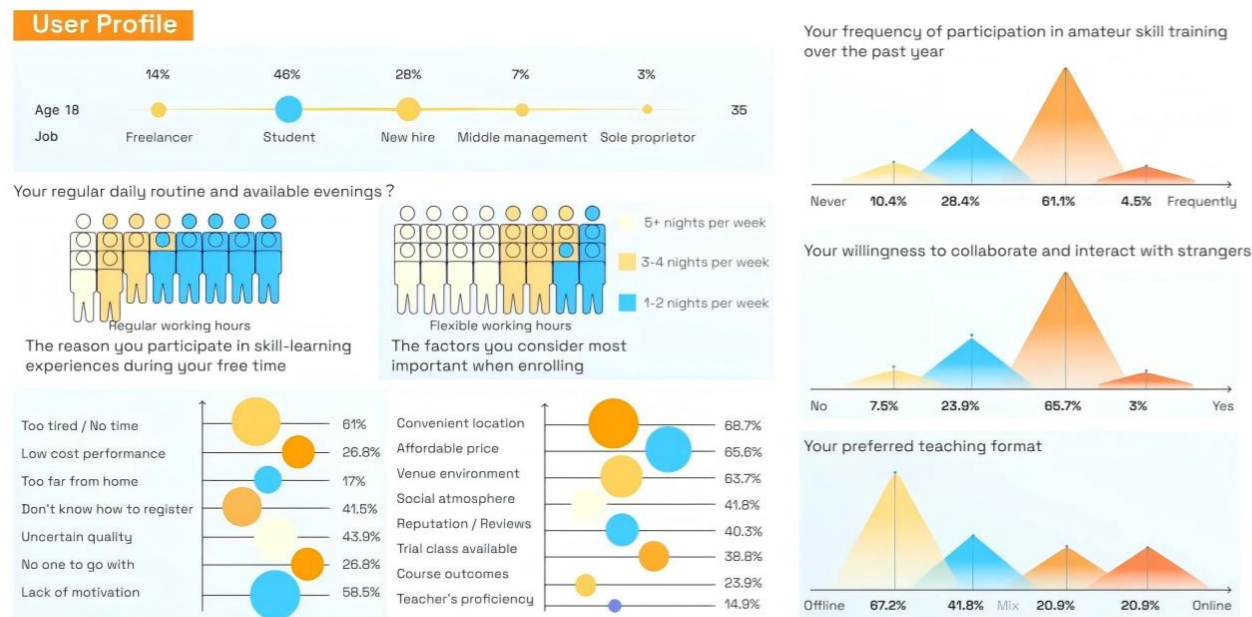 User Profile
14% 46% 28% 7% 3%
Age 18 35
Job Freelancer Student New hire Middle management Sole proprietor
Your regular daily routine and available evenings ?
5+ nights per week
3-4 nights per week
1-2 nights per week
Regular working hours
Flexible working hours
The reason you participate in skill-learning
experiences during your free time
The factors you consider most
important when enrolling
Too tired / No time 61%
Low cost performance 26.8%
Too far from home 17%
Don't know how to register 41.5%
Uncertain quality 43.9%
No one to go with 26.8%
Lack of motivation 58.5%
Convenient location 68.7%
Affordable price 65.6%
Venue environment 63.7%
Social atmosphere 41.8%
Reputation / Reviews 40.3%
Trial class available 38.8%
Course outcomes 23.9%
Teacher's proficiency 14.9%
Your frequency of participation in amateur skill training
over the past year
Never 10.4% 28.4% 61.1% 4.5% Frequently
Your willingness to collaborate and interact with strangers
No 7.5% 23.9% 65.7% 3% Yes
Your preferred teaching format
Offline 67.2% 41.8% Mix 20.9% 20.9% Online